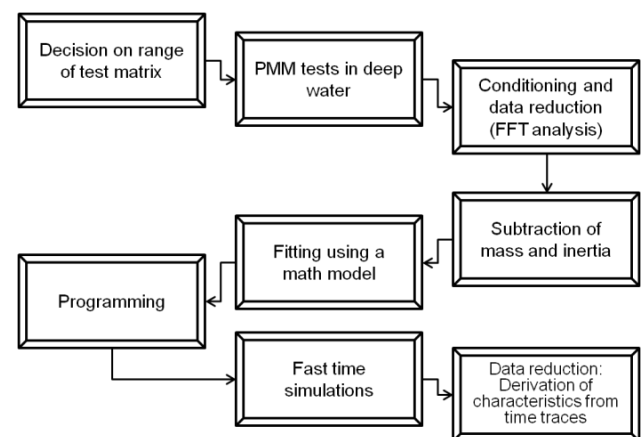 Decision on range
of test matrix
PMM tests in deep
water
Conditioning and
data reduction
(FFT analysis)
Subtraction of
mass and inertia
Fitting using a
math model
Programming
Fast time
simulations
Data reduction:
Derivation of
characteristics from
time traces